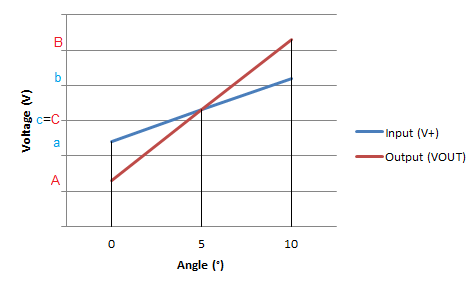 B
b
c=C
a
A
Voltage (V)
0 5 10
Angle (°)
Input (V+)
Output (VOUT)